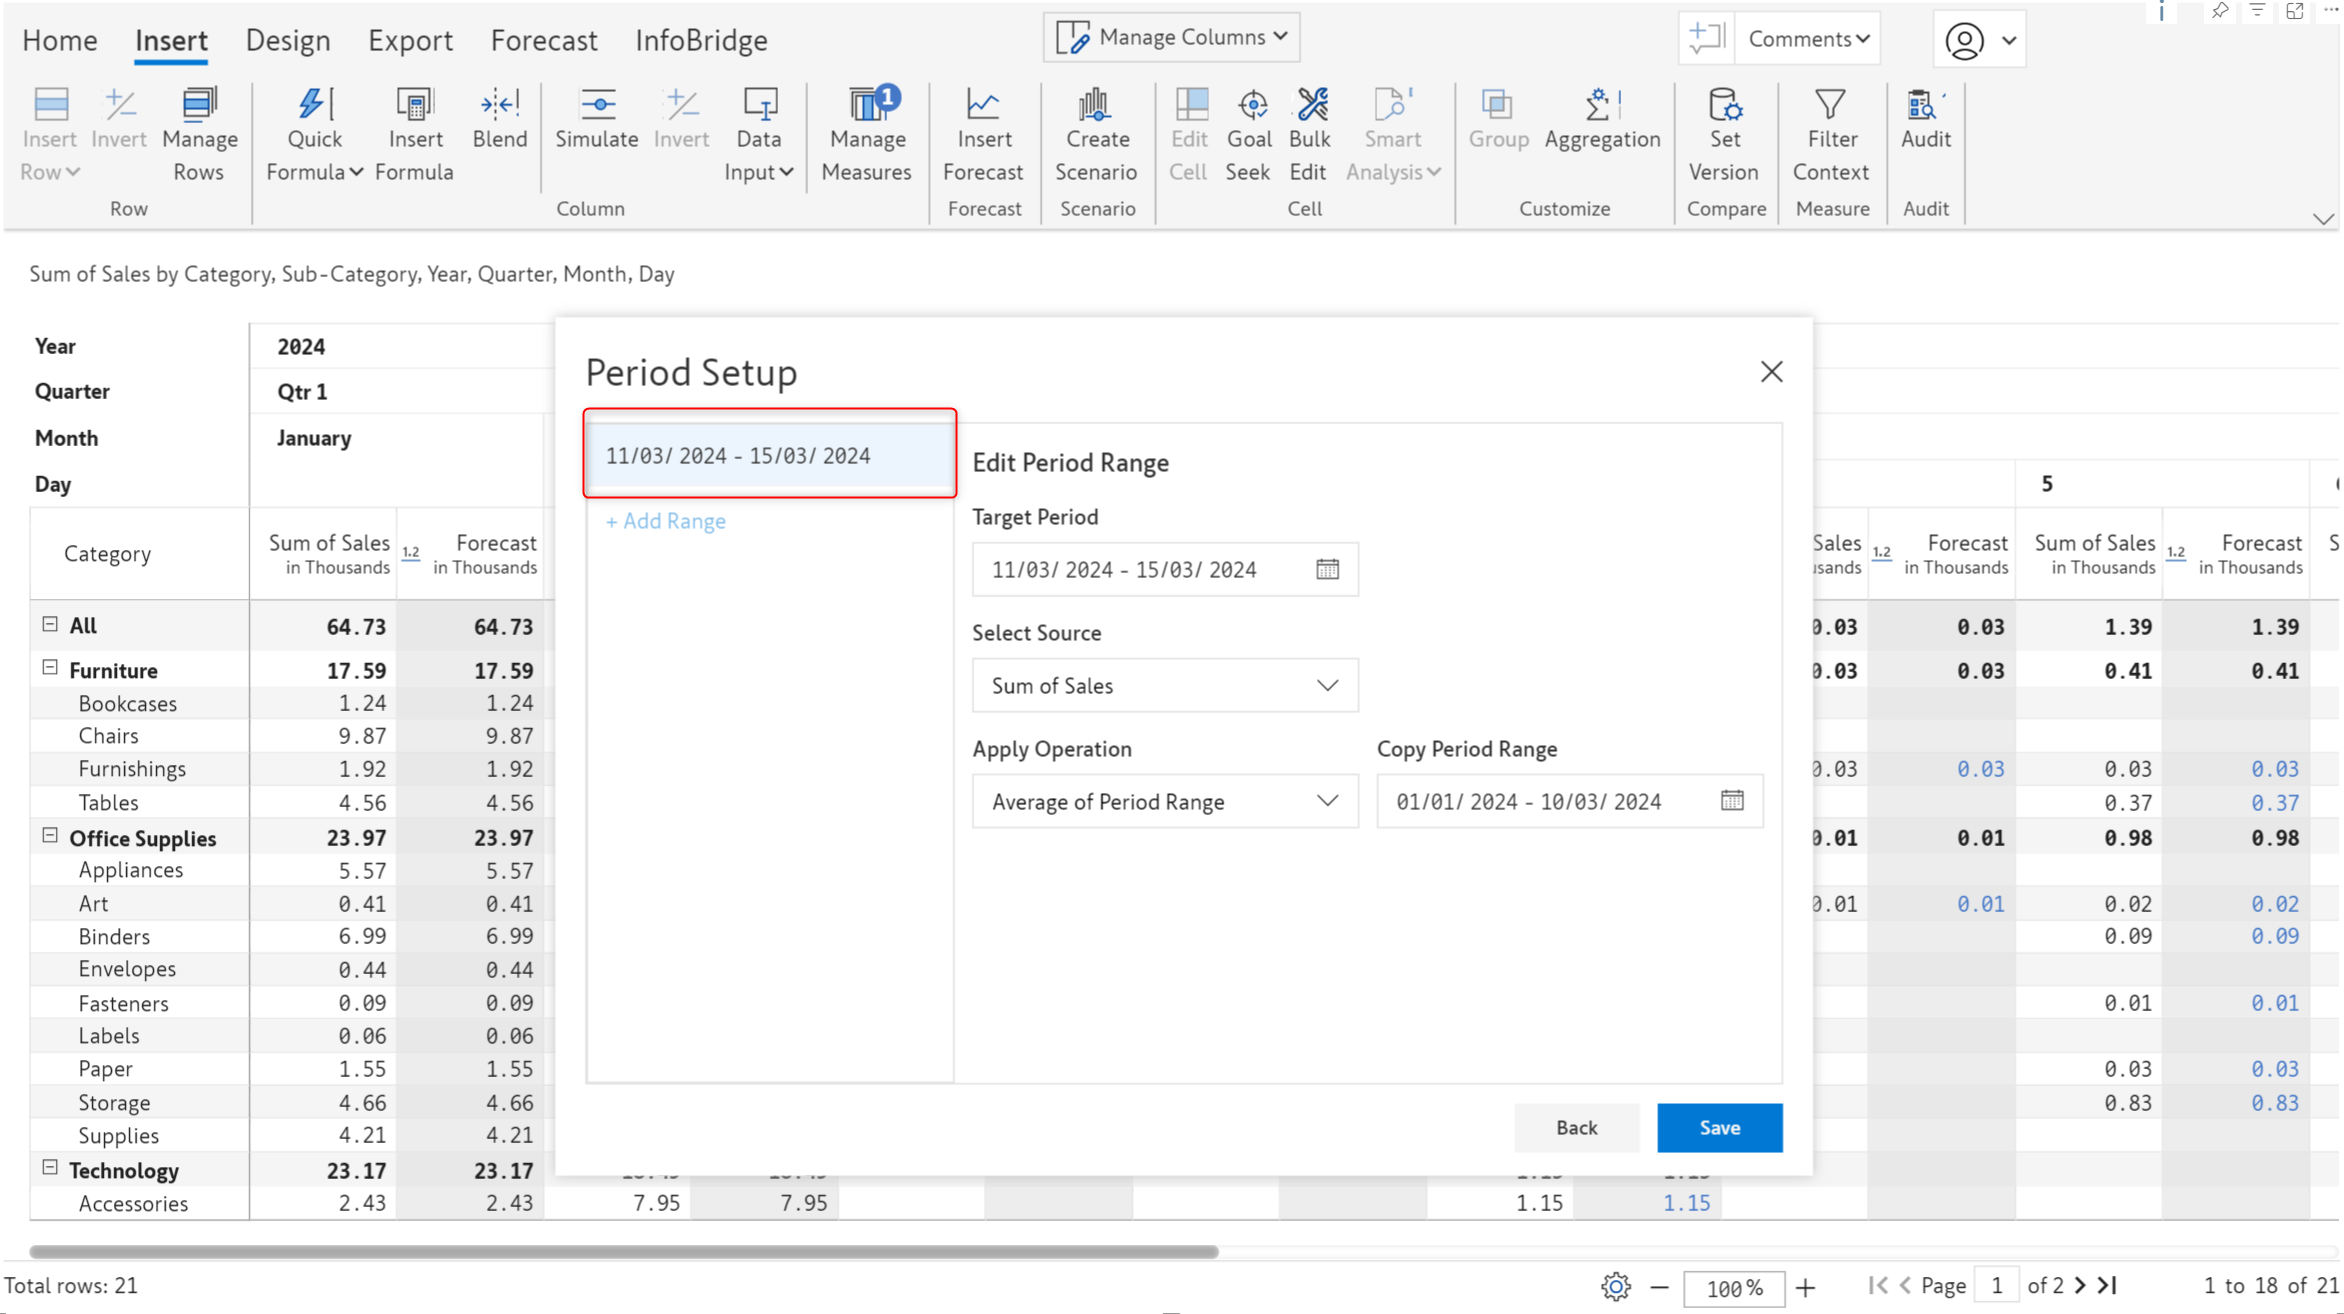 Home Insert Design Export Forecast InfoBridge Manage Columns Comments
Insert Row Invert Manage Rows Quick Formula Insert Formula Blend Simulate Invert Data Input 1 Manage Measures Insert Forecast Create Scenario Edit Cell Goal Seek Bulk Edit Smart Analysis Group Aggregation Set Version Filter Context Audit
Row Column Forecast Scenario Cell Customize Compare Measure Audit
Sum of Sales by Category, Sub-Category, Year, Quarter, Month, Day
Year 2024
Quarter Qtr 1
Month January
Day 5
Category Sum of Sales in Thousands 1.2 Forecast in Thousands Sales 1.2 Forecast in Thousands Sum of Sales in Thousands 1.2 Forecast in Thousands
All 64.73 64.73 0.03 0.03 1.39 1.39
Furniture 17.59 17.59 0.03 0.03 0.41 0.41
Bookcases 1.24 1.24
Chairs 9.87 9.87
Furnishings 1.92 1.92 0.03 0.03 0.03 0.03
Tables 4.56 4.56 0.37 0.37
Office Supplies 23.97 23.97 0.01 0.01 0.98 0.98
Appliances 5.57 5.57
Art 0.41 0.41 0.01 0.01 0.02 0.02
Binders 6.99 6.99 0.09 0.09
Envelopes 0.44 0.44
Fasteners 0.09 0.09 0.01 0.01
Labels 0.06 0.06
Paper 1.55 1.55 0.03 0.03
Storage 4.66 4.66 0.83 0.83
Supplies 4.21 4.21
Technology 23.17 23.17
Accessories 2.43 2.43 7.95 7.95 1.15 1.15
Period Setup
11/03/ 2024 - 15/03/ 2024
+ Add Range
Edit Period Range
Target Period
11/03/ 2024 - 15/03/ 2024
Select Source
Sum of Sales
Apply Operation Copy Period Range
Average of Period Range 01/01/ 2024 - 10/03/ 2024
Back Save
Total rows: 21 100% Page 1 of 2 1 to 18 of 21